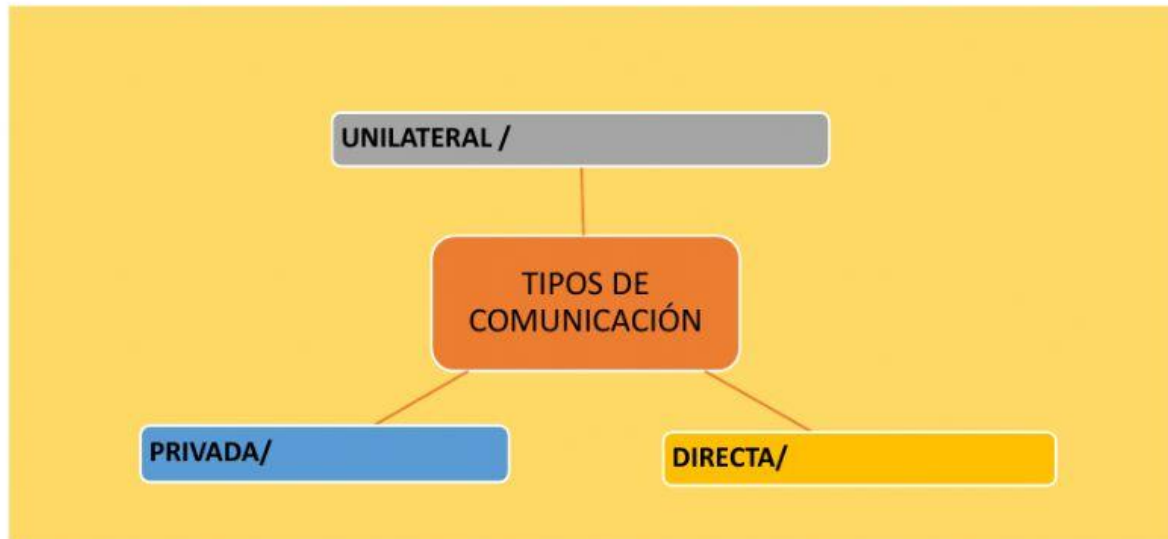 UNILATERAL /
TIPOS DE
COMUNICACIÓN
PRIVADA/
DIRECTA/